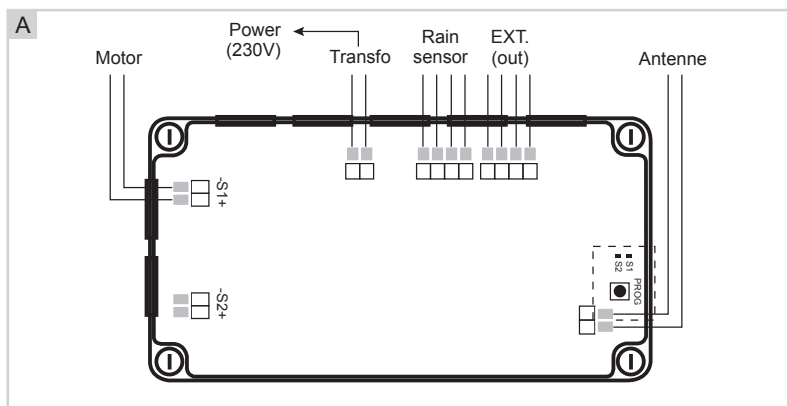 A
Power
(230V)
Transfo
Rain
sensor
EXT.
(out)
Motor
Antenne
-S1+
-S2+
S1
S2
PROG